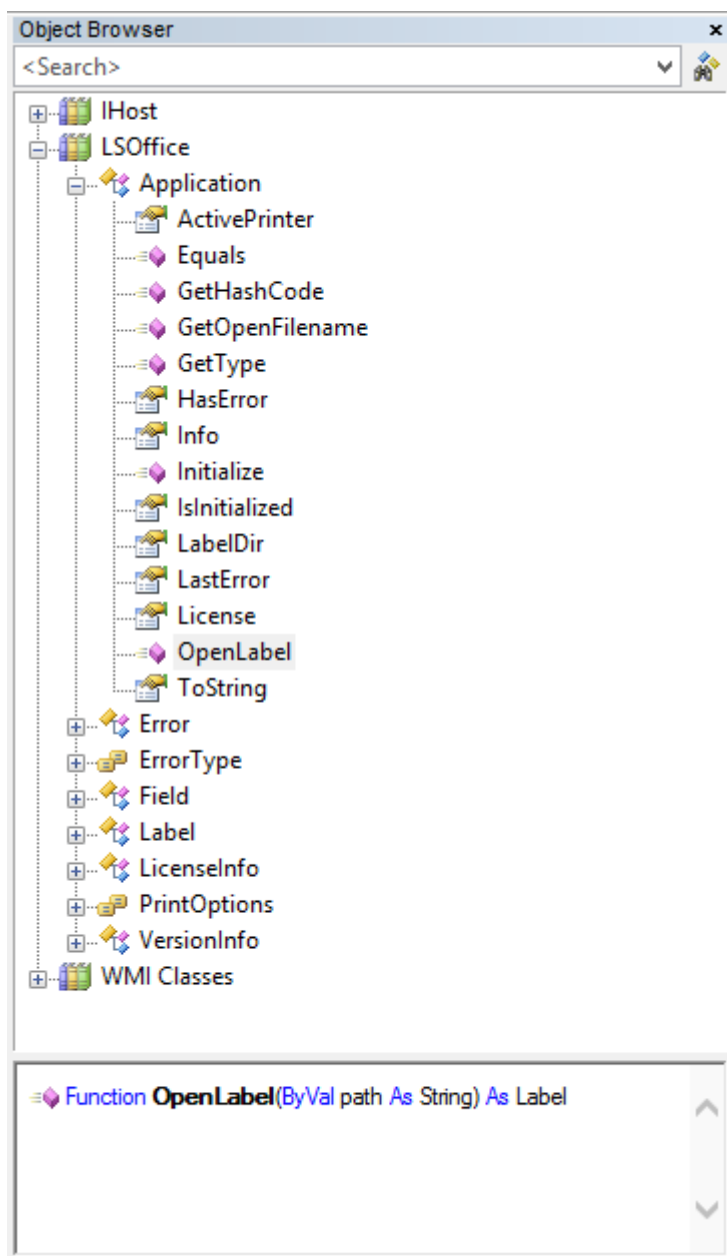 Object Browser
<Search>
IHost
LSOffice
Application
ActivePrinter
Equals
GetHashCode
GetOpenFilename
GetType
HasError
Info
Initialize
IsInitialized
LabelDir
LastError
License
OpenLabel
ToString
Error
ErrorType
Field
Label
LicenseInfo
PrintOptions
VersionInfo
WMI Classes
Function OpenLabel(ByVal path As String) As Label